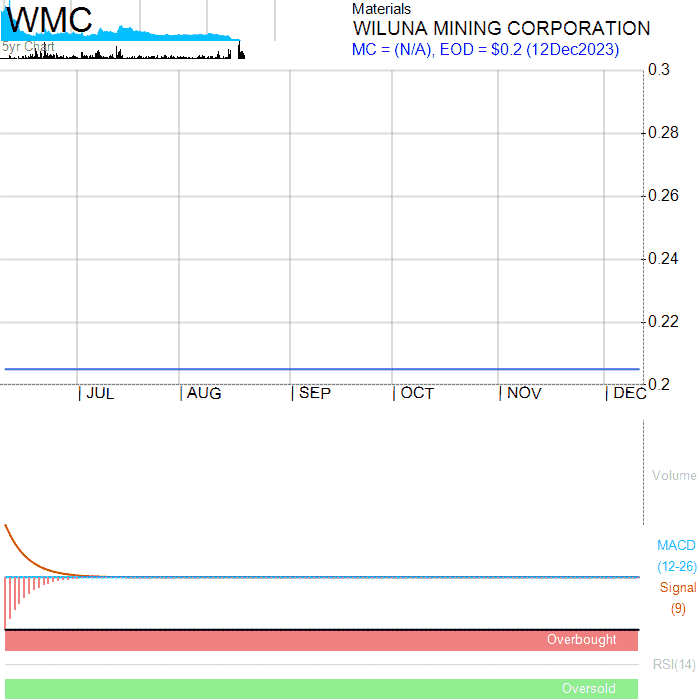 WMC
5yr Chart
Materials
WILUNA MINING CORPORATION
MC = (N/A), EOD = $0.2 (12Dec2023)
0.3
0.28
0.26
0.24
0.22
0.2
JUL AUG SEP OCT NOV DEC
Volume
MACD
(12-26)
Signal
(9)
Overbought
RSI(14)
Oversold